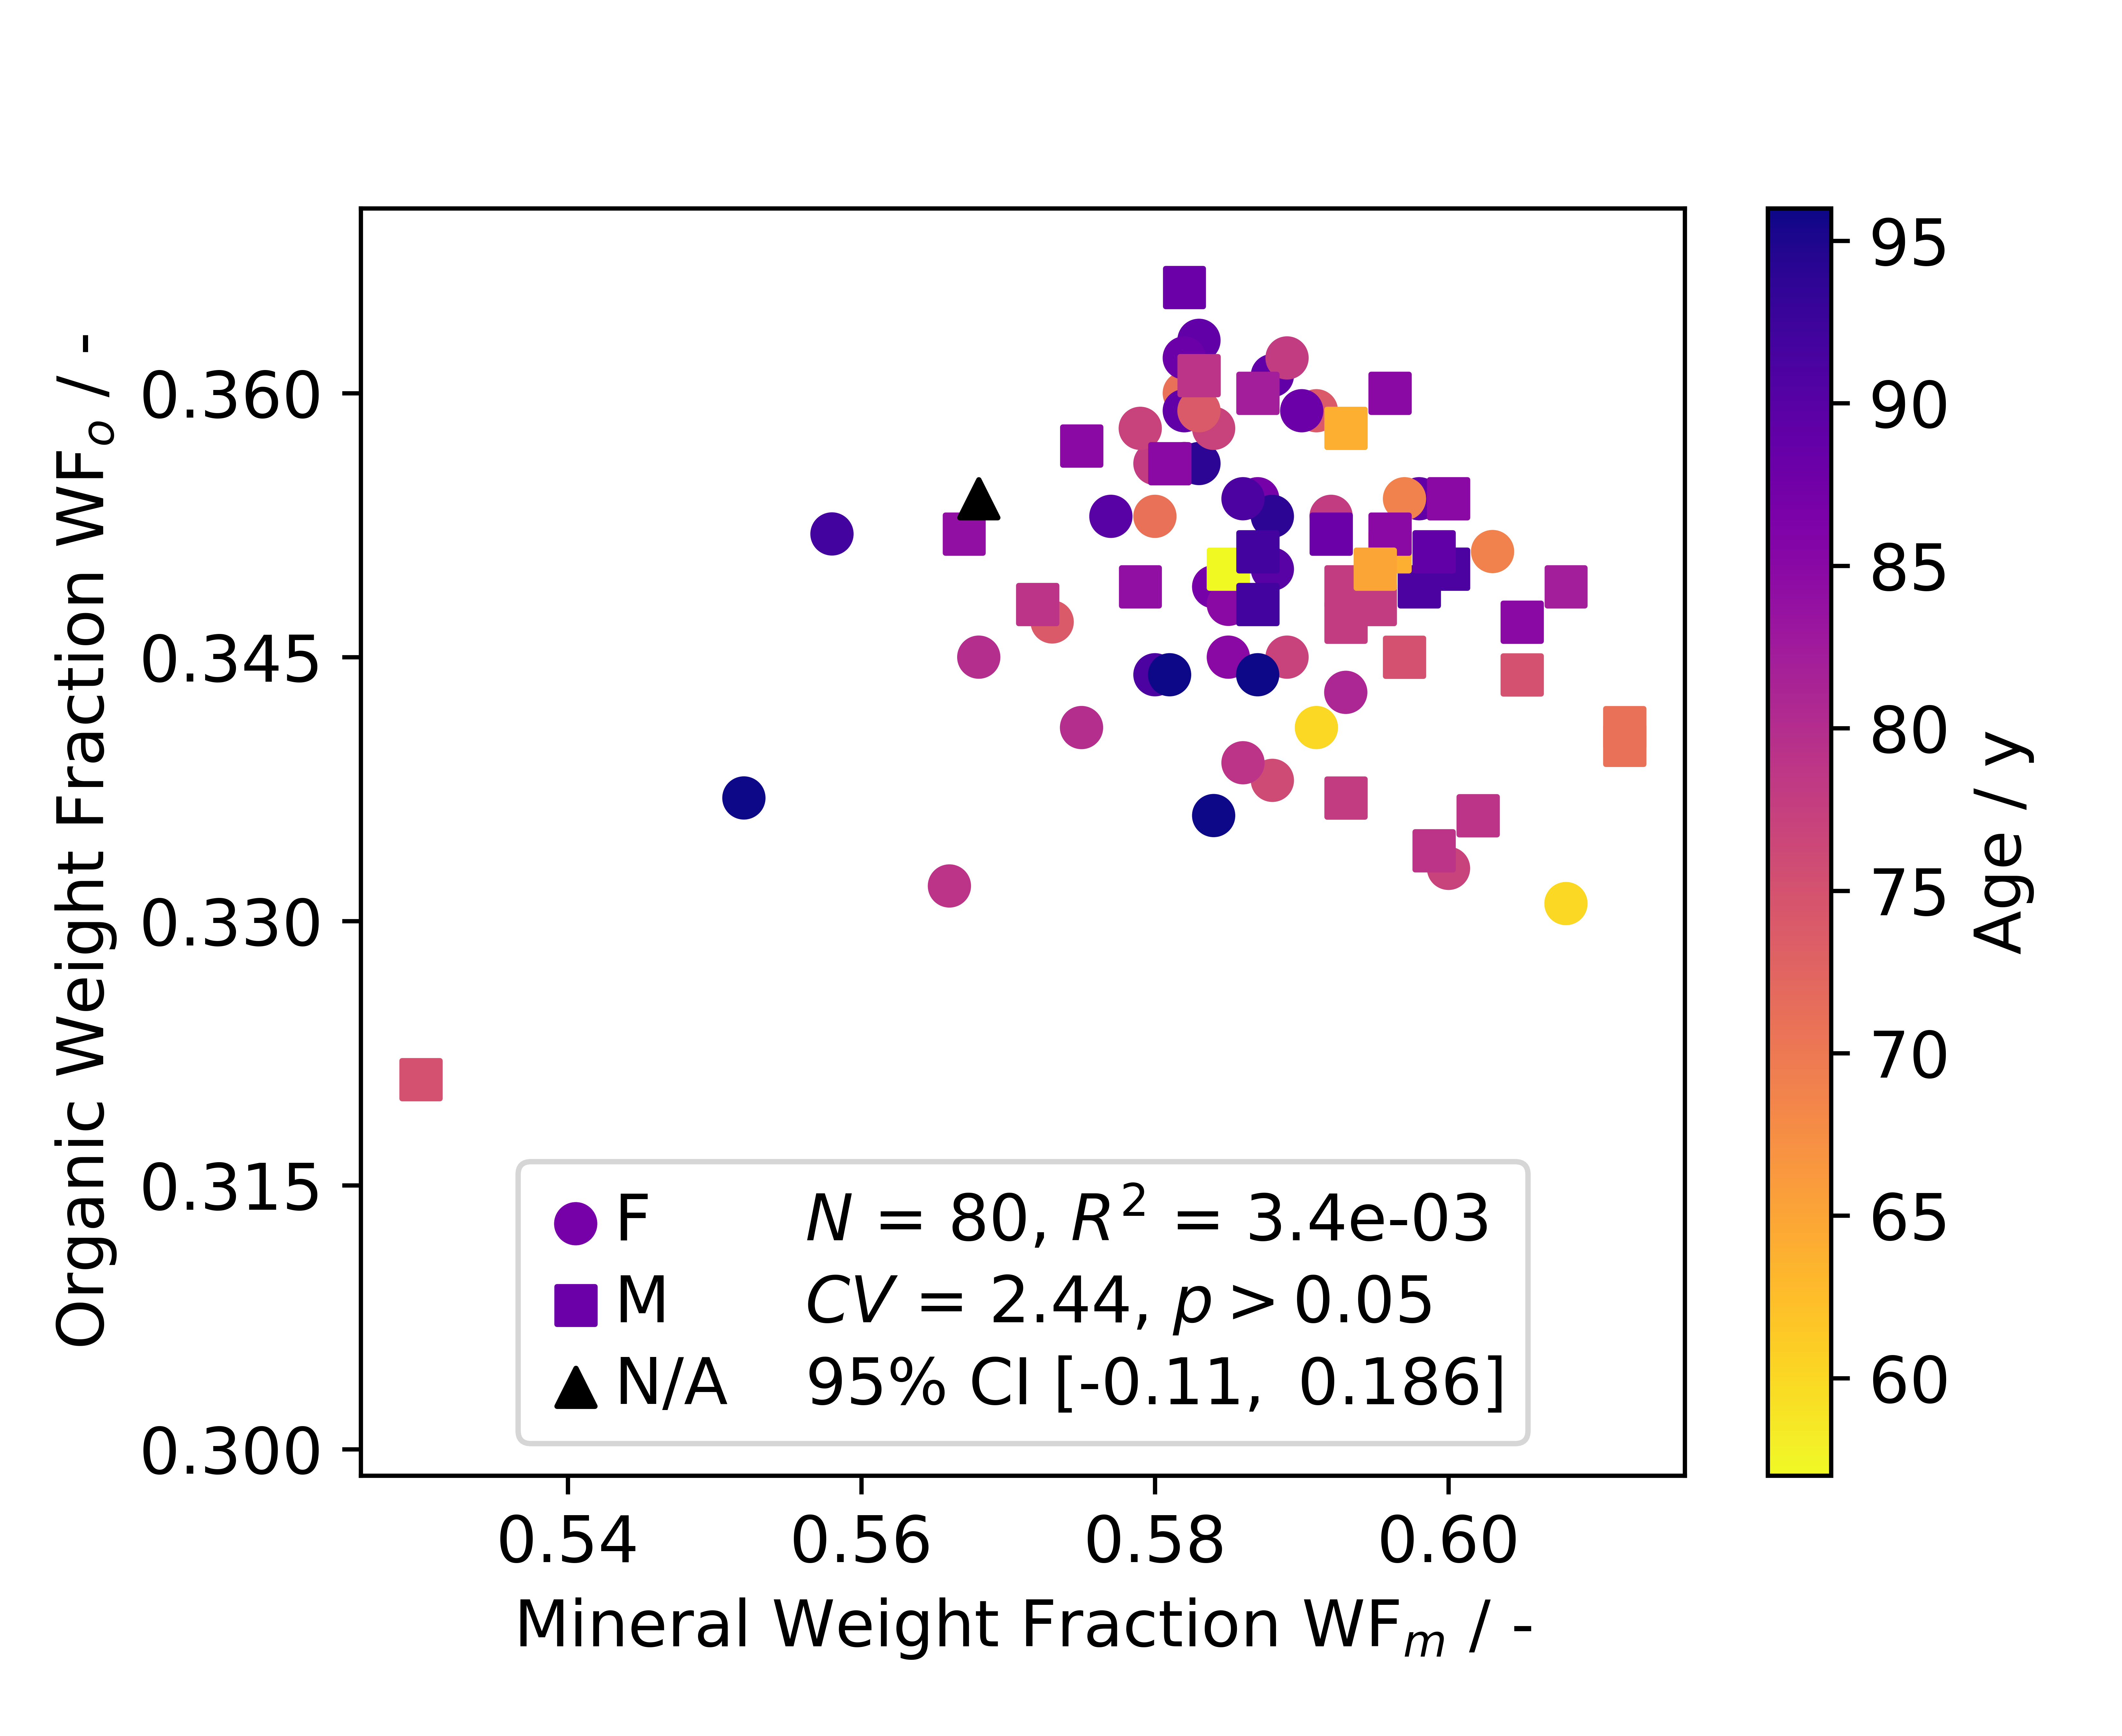 Organic Weight Fraction WFo / -
0.360
0.345
0.330
0.315
0.300
F N = 80, R² = 3.4e-03
M CV = 2.44, p > 0.05
N/A 95% CI [-0.11, 0.186]
0.54 0.56 0.58 0.60
Mineral Weight Fraction WFm / -
95
90
85
80
75
70
65
60
Age / y